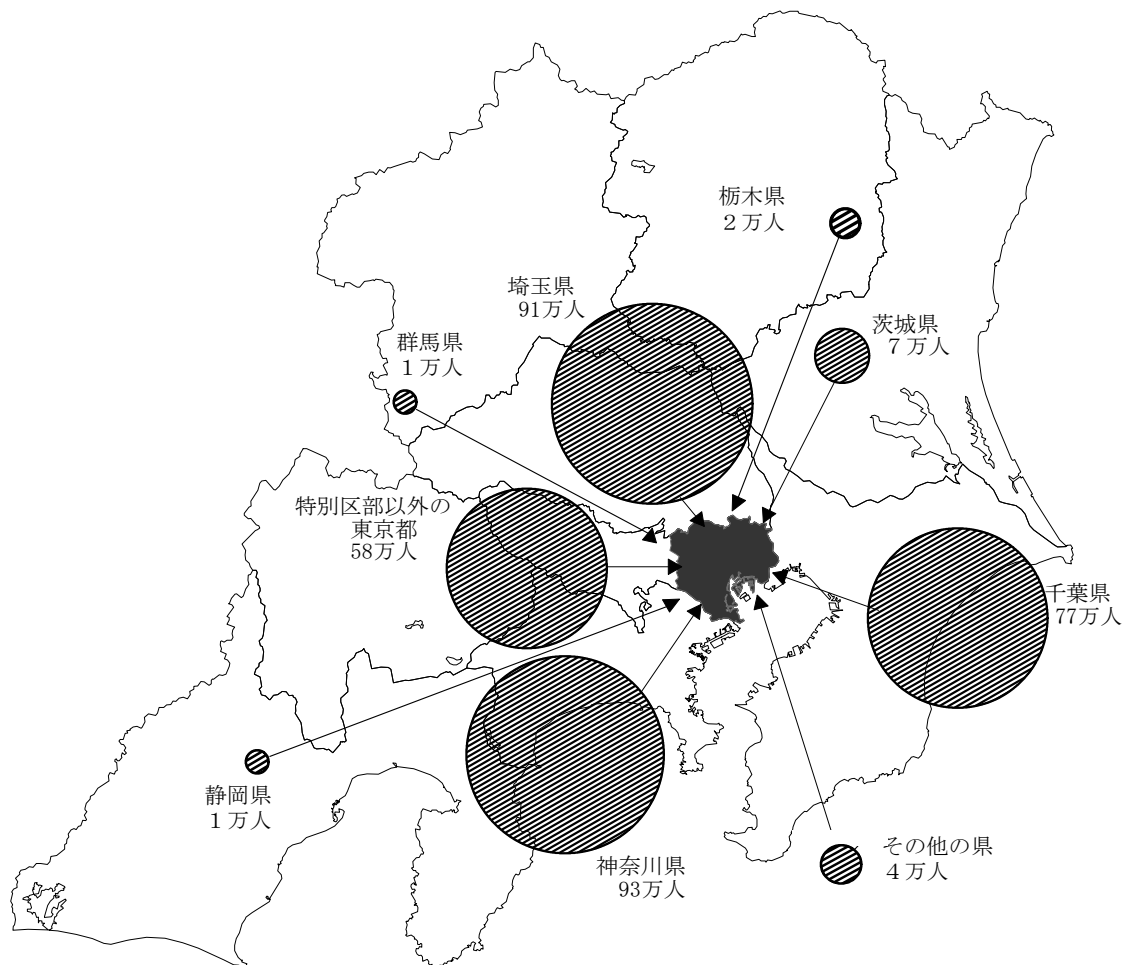 栃木県
２万人
埼玉県
91万人
茨城県
７万人
群馬県
１万人
特別区部以外の
東京都
58万人
千葉県
77万人
静岡県
１万人
神奈川県
93万人
その他の県
４万人